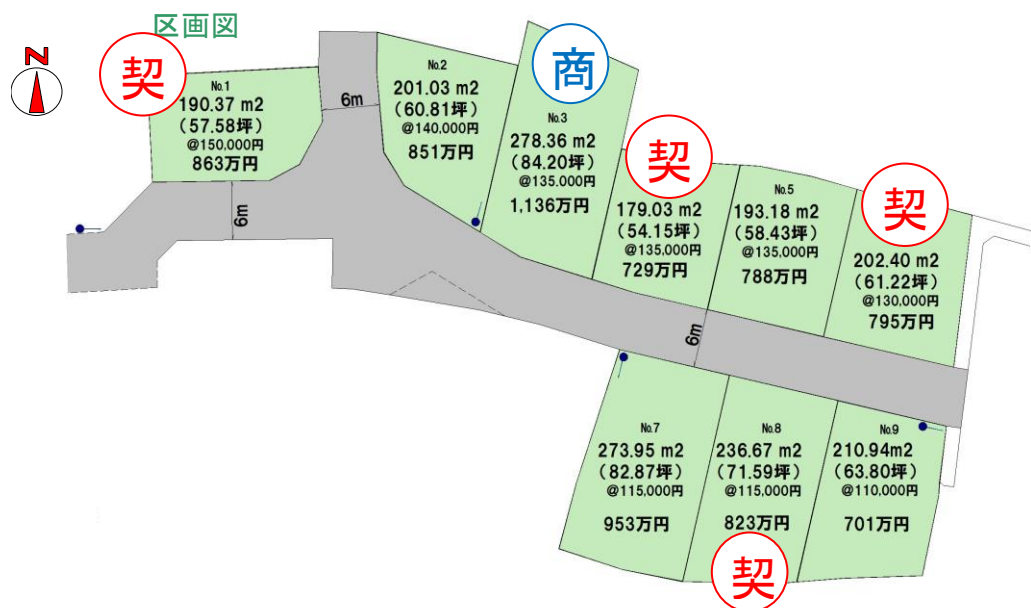 区画図
N
契
No.1
190.37 m2
(57.58坪)
@150,000円
863万円
6m
6m
No.2
201.03 m2
(60.81坪)
@140,000円
851万円
商
No.3
278.36 m2
(84.20坪)
@135.000円
1,136万円
契
179.03 m2
(54.15坪)
@135,000円
729万円
No.5
193.18 m2
(58.43坪)
@135,000円
788万円
契
202.40 m2
(61.22坪)
@130,000円
795万円
6m
No.7
273.95 m2
(82.87坪)
@115,000円
953万円
No.8
236.67 m2
(71.59坪)
@115,000円
823万円
契
No.9
210.94m2
(63.80坪)
@110,000円
701万円